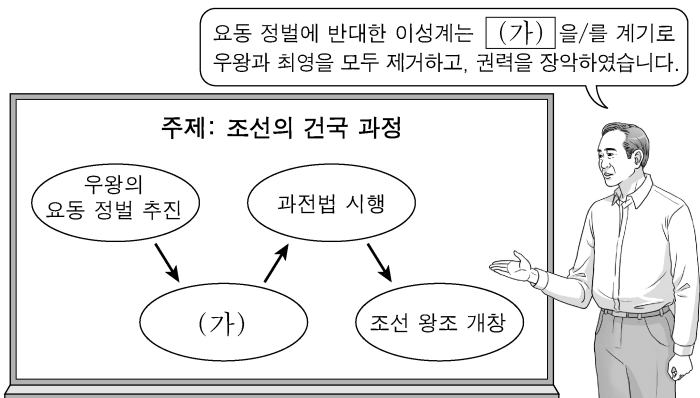 요동 정벌에 반대한 이성계는 (가) 을/를 계기로
우왕과 최영을 모두 제거하고, 권력을 장악하였습니다.
주제: 조선의 건국 과정
우왕의
요동 정벌 추진
과전법 시행
(가)
조선 왕조 개창